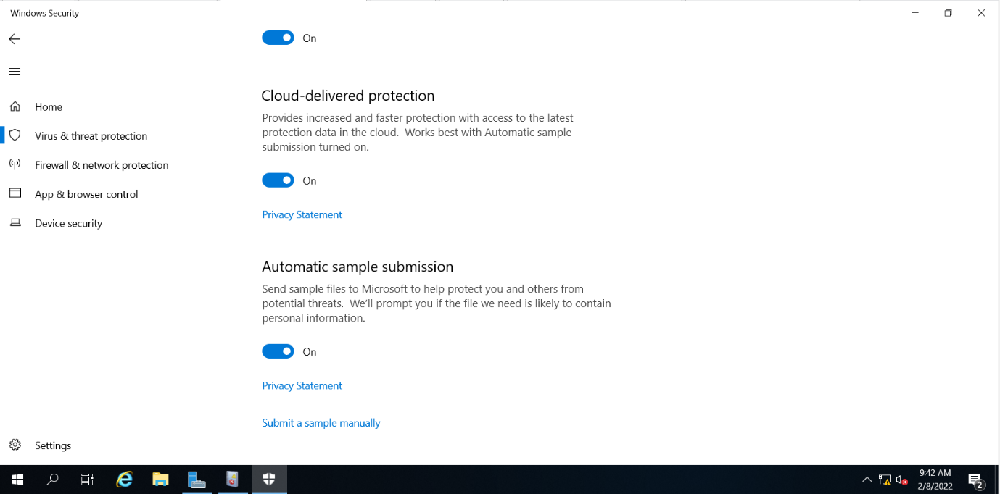 Windows Security
On
Home
Virus & threat protection
Firewall & network protection
App & browser control
Device security
Settings
Cloud-delivered protection
Provides increased and faster protection with access to the latest
protection data in the cloud.  Works best with Automatic sample
submission turned on.
On
Privacy Statement
Automatic sample submission
Send sample files to Microsoft to help protect you and others from
potential threats.  We'll prompt you if the file we need is likely to contain
personal information.
On
Privacy Statement
Submit a sample manually
9:42 AM
2/8/2022
2